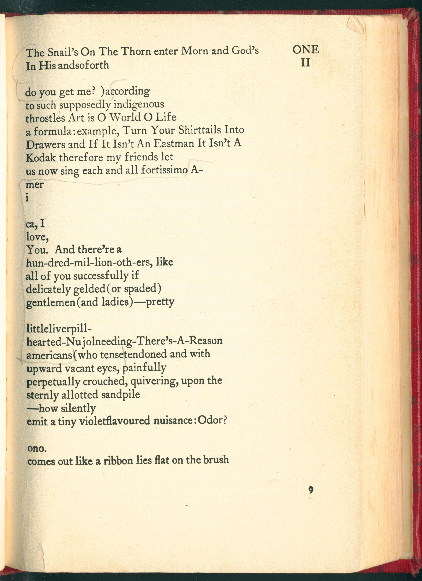 The Snail's On The Thorn enter Morn and God's
In His andsoforth
ONE
II
do you get me? )according
to such supposedly indigenous
throstles Art is O World O Life
a formula:example, Turn Your Shirttails Into
Drawers and If It Isn't An Eastman It Isn't A
Kodak therefore my friends let
us now sing each and all fortissimo A-
mer
i
ca, I
love,
You. And there're a
hun-dred-mil-lion-oth-ers, like
all of you successfully if
delicately gelded(or spaded)
gentlemen(and ladies)—pretty
littleliverpill-
hearted-Nujolneeding-There's-A-Reason
americans(who tensetendoned and with
upward vacant eyes, painfully
perpetually crouched, quivering, upon the
sternly allotted sandpile
—how silently
emit a tiny violetflavoured nuisance:Odor?
ono.
comes out like a ribbon lies flat on the brush
9